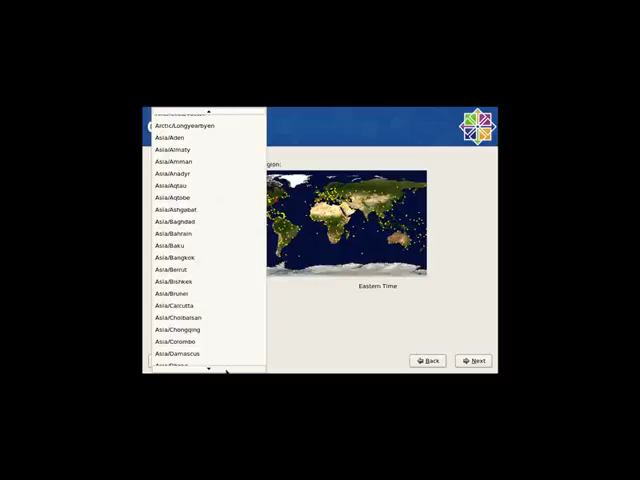 Arctic/Longyearbyen
Asia/Aden
Asia/Almaty
Asia/Amman
Asia/Anadyr
Asia/Aqtau
Asia/Aqtobe
Asia/Ashgabat
Asia/Baghdad
Asia/Bahrain
Asia/Baku
Asia/Bangkok
Asia/Beirut
Asia/Bishkek
Asia/Brunei
Asia/Calcutta
Asia/Choibalsan
Asia/Chongqing
Asia/Colombo
Asia/Damascus
gion:
Eastern Time
Back
Next